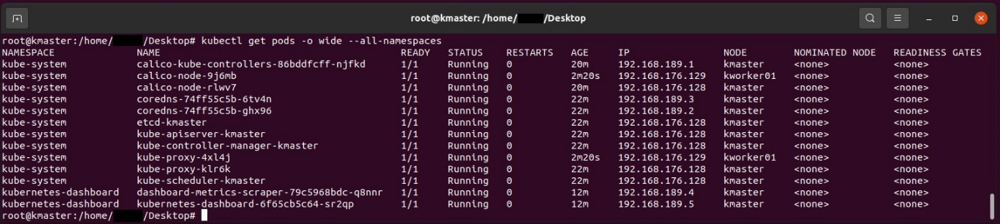 root@kmaster: /home/ /Desktop
root@kmaster:/home/ /Desktop# kubectl get pods -o wide --all-namespaces
NAMESPACE NAME READY STATUS RESTARTS AGE IP NODE NOMINATED NODE READINESS GATES
kube-system calico-kube-controllers-86bddfcff-njfkd 1/1 Running 0 20m 192.168.189.1 kmaster <none> <none>
kube-system calico-node-9j6mb 1/1 Running 0 2m20s 192.168.176.129 kworker01 <none> <none>
kube-system calico-node-rlwv7 1/1 Running 0 20m 192.168.176.128 kmaster <none> <none>
kube-system coredns-74ff55c5b-6tv4n 1/1 Running 0 22m 192.168.189.3 kmaster <none> <none>
kube-system coredns-74ff55c5b-ghx96 1/1 Running 0 22m 192.168.189.2 kmaster <none> <none>
kube-system etcd-kmaster 1/1 Running 0 22m 192.168.176.128 kmaster <none> <none>
kube-system kube-apiserver-kmaster 1/1 Running 0 22m 192.168.176.128 kmaster <none> <none>
kube-system kube-controller-manager-kmaster 1/1 Running 0 22m 192.168.176.128 kmaster <none> <none>
kube-system kube-proxy-4xl4j 1/1 Running 0 2m20s 192.168.176.129 kworker01 <none> <none>
kube-system kube-proxy-klr6k 1/1 Running 0 22m 192.168.176.128 kmaster <none> <none>
kube-system kube-scheduler-kmaster 1/1 Running 0 22m 192.168.176.128 kmaster <none> <none>
kubernetes-dashboard dashboard-metrics-scraper-79c5968bdc-q8nnr 1/1 Running 0 12m 192.168.189.4 kmaster <none> <none>
kubernetes-dashboard kubernetes-dashboard-6f65cb5c64-sr2qp 1/1 Running 0 12m 192.168.189.5 kmaster <none> <none>
root@kmaster:/home/ /Desktop#